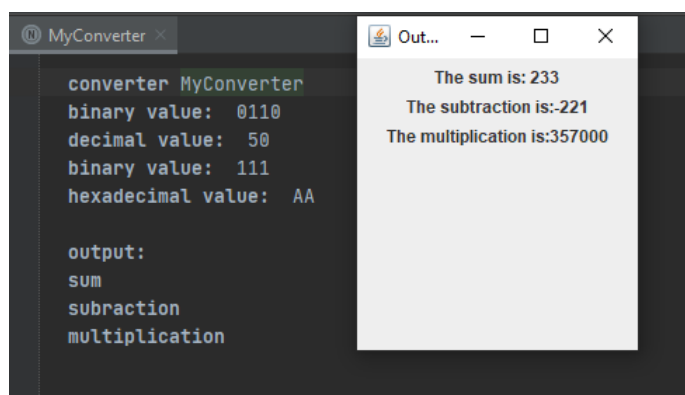 MyConverter
converter MyConverter
binary value: 0110
decimal value: 50
binary value: 111
hexadecimal value: AA
output:
sum
subraction
multiplication
Out...
The sum is: 233
The subtraction is:-221
The multiplication is:357000